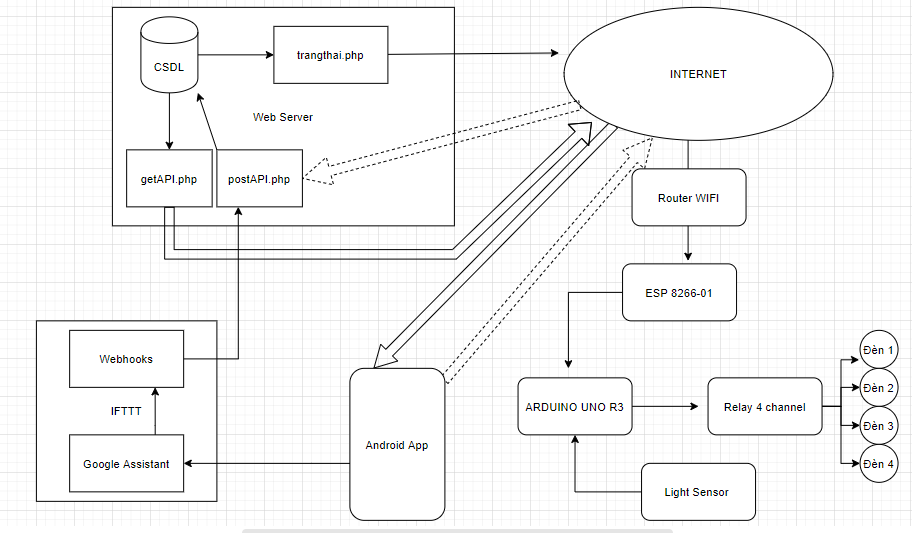 CSDL
trangthai.php
INTERNET
Web Server
getAPI.php
postAPI.php
Router WIFI
ESP 8266-01
Webhooks
IFTTT
Google Assistant
Android App
ARDUINO UNO R3
Relay 4 channel
Đèn 1
Đèn 2
Đèn 3
Đèn 4
Light Sensor